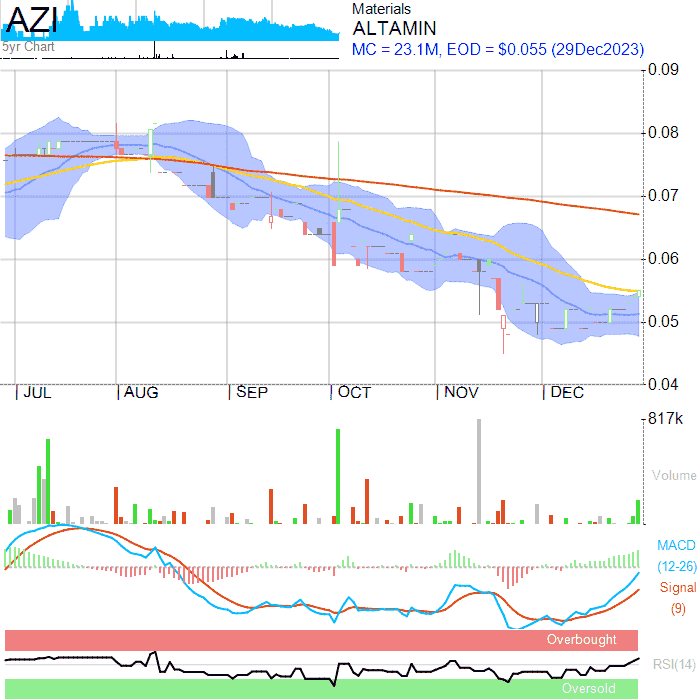 AZI
5yr Chart
Materials
ALTAMIN
MC = 23.1M, EOD = $0.055 (29Dec2023)
0.09
0.08
0.07
0.06
0.05
0.04
JUL AUG SEP OCT NOV DEC
817k
Volume
MACD
(12-26)
Signal
(9)
Overbought
RSI(14)
Oversold